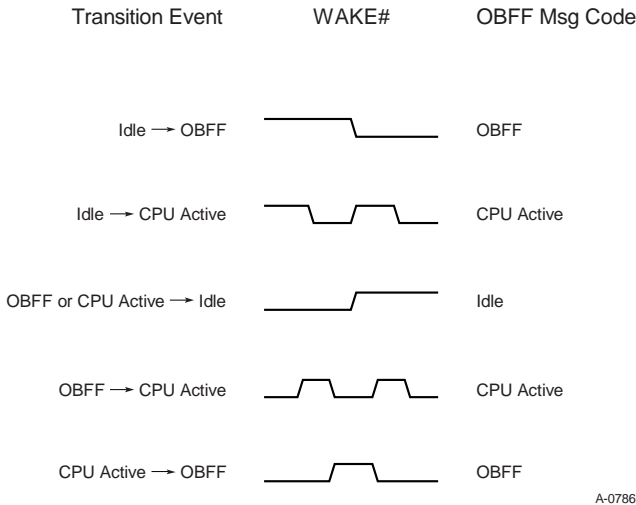 Transition Event WAKE# OBFF Msg Code
Idle → OBFF OBFF
Idle → CPU Active CPU Active
OBFF or CPU Active → Idle Idle
OBFF → CPU Active CPU Active
CPU Active → OBFF OBFF
A-0786